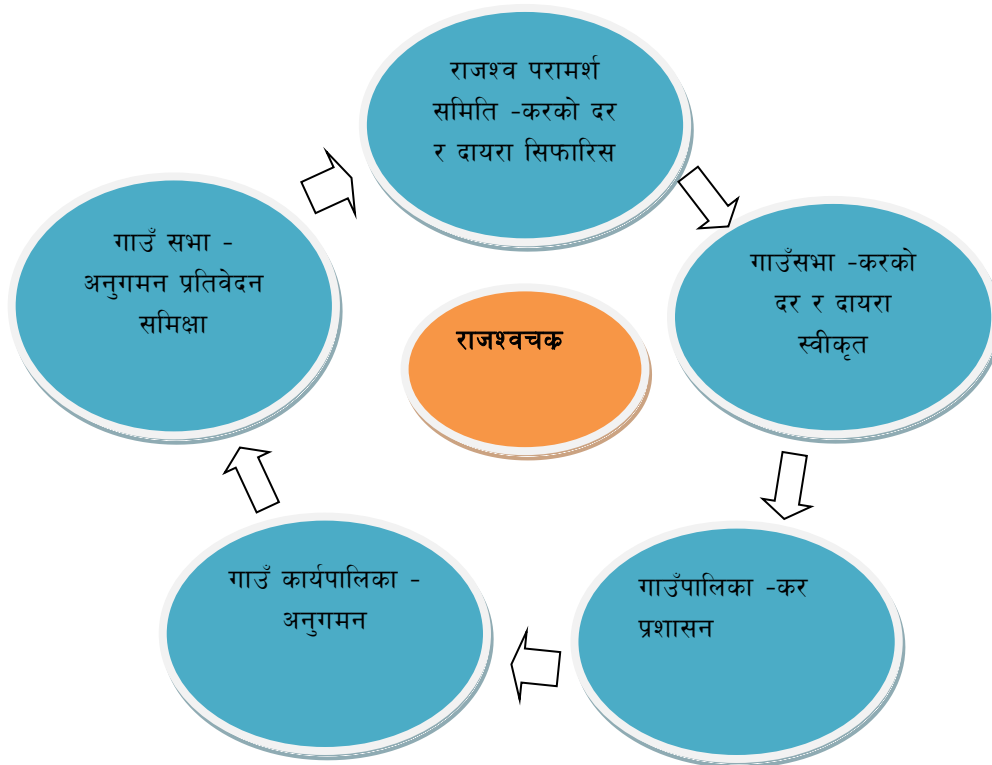 राजश्व परामर्श
समिति -करको दर
र दायरा सिफारिस
गाउँसभा -करको
दर र दायरा
स्वीकृत
गाउँपालिका -कर
प्रशासन
गाउँ कार्यपालिका -
अनुगमन
गाउँ सभा -
अनुगमन प्रतिवेदन
समिक्षा
राजश्वचक्र